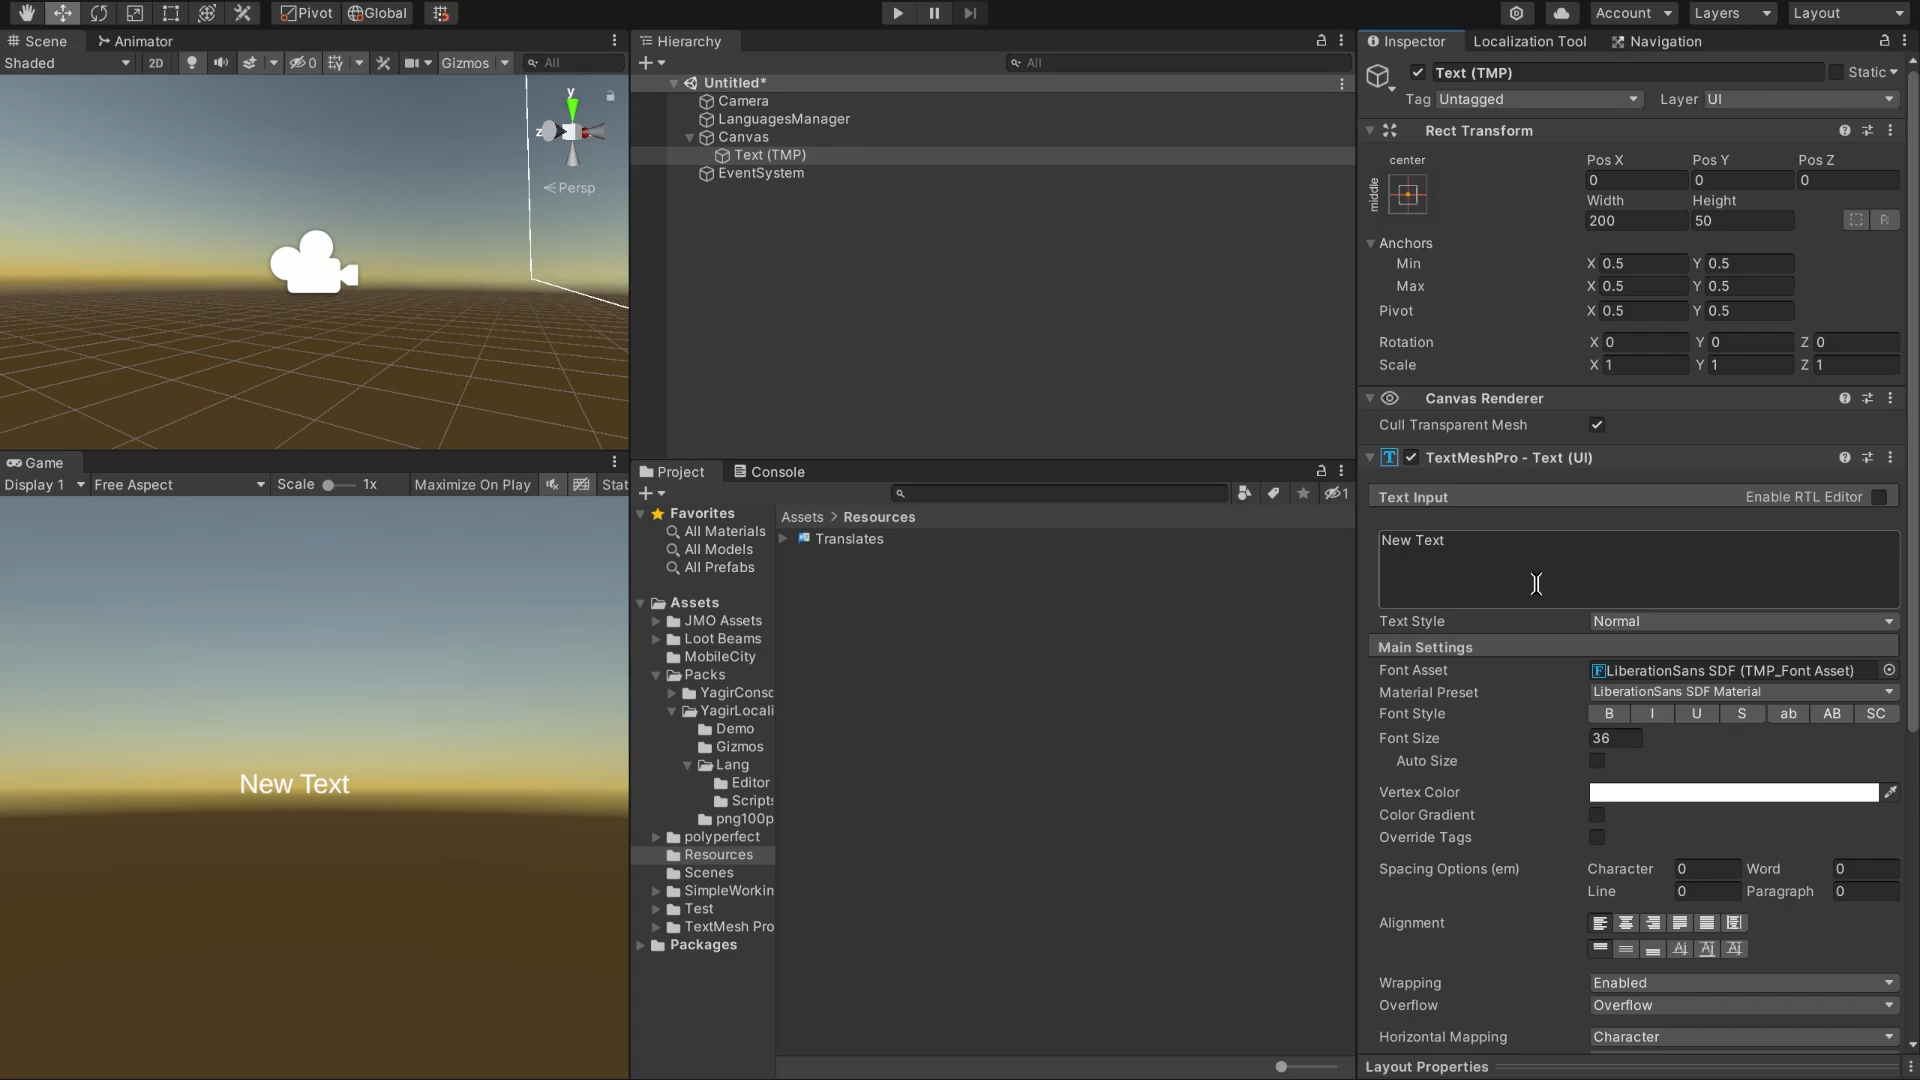 Pivot Global
Account Layers Layout
Scene Animator
Shaded 2D 0 Gizmos All
y
z
Persp
Hierarchy
All
Untitled*
Camera
LanguagesManager
Canvas
Text (TMP)
EventSystem
Game
Display 1 Free Aspect Scale 1x Maximize On Play Stat
New Text
Project Console
1
Favorites
All Materials
All Models
All Prefabs
Assets
JMO Assets
Loot Beams
MobileCity
Packs
YagirConso
YagirLocali
Demo
Gizmos
Lang
Editor
Scripts
png100p
polyperfect
Resources
Scenes
SimpleWorkin
Test
TextMesh Pro
Packages
Assets > Resources
Translates
Inspector Localization Tool Navigation
Text (TMP) Static
Tag Untagged Layer UI
Rect Transform
center
middle
Pos X Pos Y Pos Z
0 0 0
Width Height
200 50 R
Anchors
Min X 0.5 Y 0.5
Max X 0.5 Y 0.5
Pivot X 0.5 Y 0.5
Rotation X 0 Y 0 Z 0
Scale X 1 Y 1 Z 1
Canvas Renderer
Cull Transparent Mesh
T TextMeshPro - Text (UI)
Text Input Enable RTL Editor
New Text
Text Style Normal
Main Settings
Font Asset F LiberationSans SDF (TMP_Font Asset)
Material Preset LiberationSans SDF Material
Font Style B I U S ab AB SC
Font Size 36
Auto Size
Vertex Color
Color Gradient
Override Tags
Spacing Options (em) Character 0 Word 0
Line 0 Paragraph 0
Alignment
Wrapping Enabled
Overflow Overflow
Horizontal Mapping Character
Layout Properties